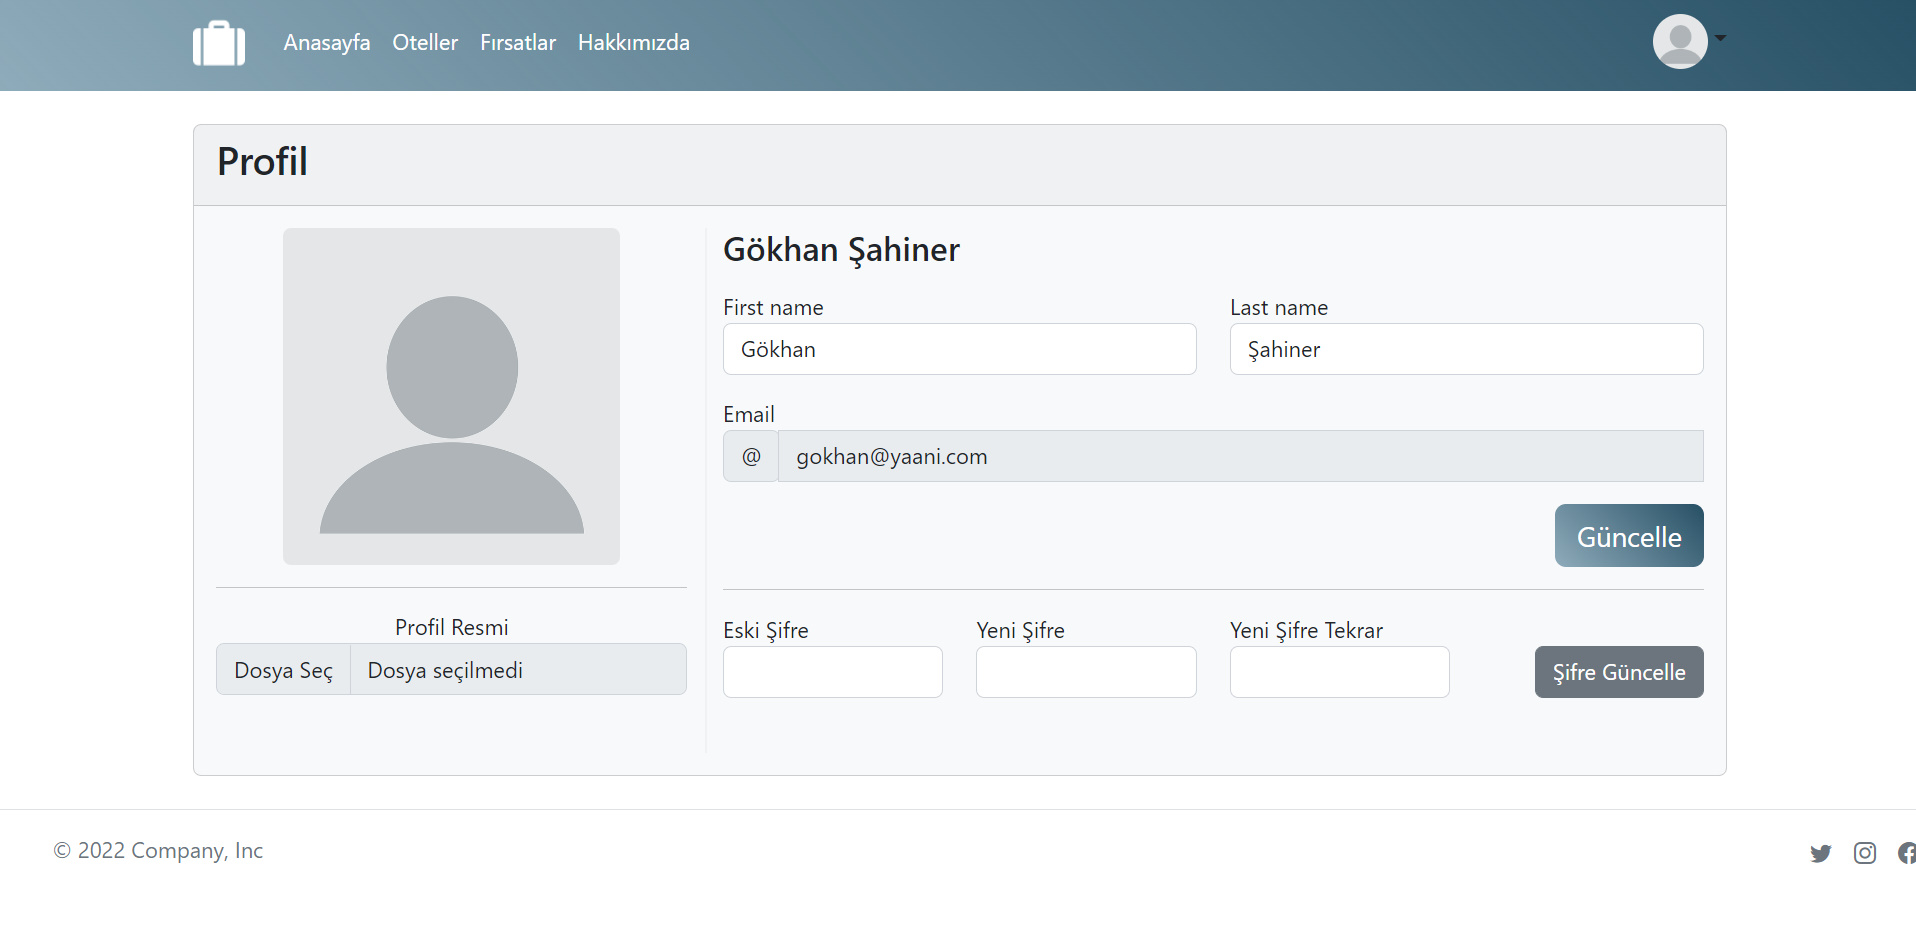 Anasayfa Oteller Fırsatlar Hakkımızda
Profil
Gökhan Şahiner
First name Last name
Gökhan Şahiner
Email
@ gokhan@yaani.com
Güncelle
Profil Resmi
Dosya Seç Dosya seçilmedi
Eski Şifre Yeni Şifre Yeni Şifre Tekrar
Şifre Güncelle
© 2022 Company, Inc